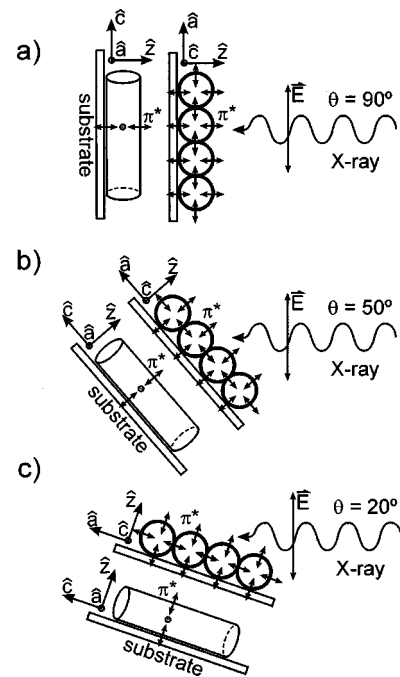 a)
ĉ
â
ẑ
substrate
π*
â
ĉ
ẑ
π*
E⃗
θ = 90º
X-ray
b)
ĉ
â
ẑ
substrate
π*
â
ĉ
ẑ
π*
E⃗
θ = 50º
X-ray
c)
â
ĉ
ẑ
π*
E⃗
θ = 20º
X-ray
ĉ
â
ẑ
π*
substrate